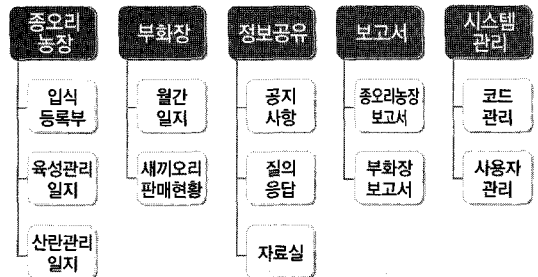 종오리
농장
부화장
정보공유
보고서
시스템
관리
입식
등록부
월간
일지
공지
사항
종오리농장
보고서
코드
관리
육성관리
일지
새끼오리
판매현황
질의
응답
부화장
보고서
사용자
관리
산란관리
일지
자료실